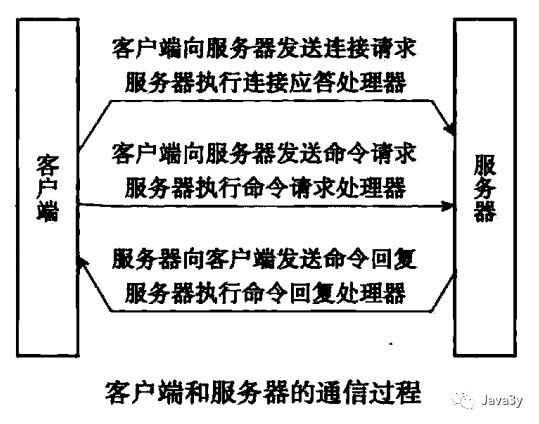 客户端向服务器发送连接请求
服务器执行连接应答处理器
客户端向服务器发送命令请求
服务器执行命令请求处理器
服务器向客户端发送命令回复
服务器执行命令回复处理器
客户端
服务器
客户端和服务器的通信过程
Java3y